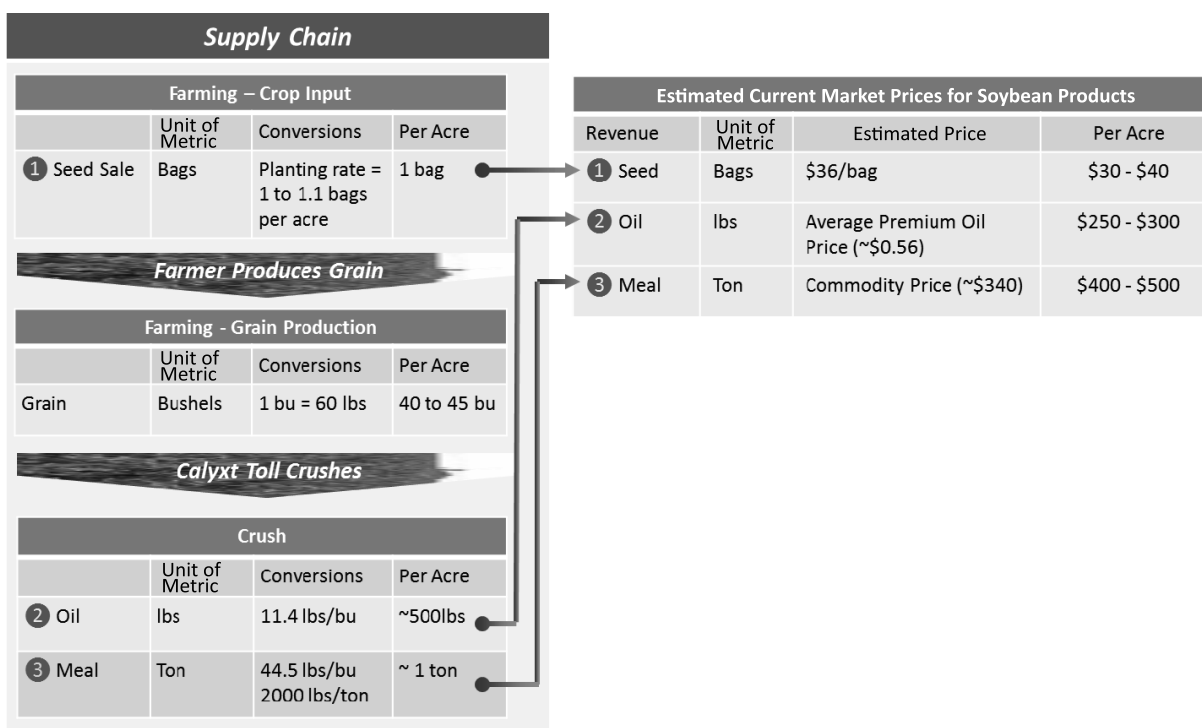 Supply Chain
Farming – Crop Input
Unit of Metric Conversions Per Acre
1 Seed Sale Bags Planting rate = 1 bag
1 to 1.1 bags
per acre
Farmer Produces Grain
Farming - Grain Production
Unit of Metric Conversions Per Acre
Grain Bushels 1 bu = 60 lbs 40 to 45 bu
Calyxt Toll Crushes
Crush
Unit of Metric Conversions Per Acre
2 Oil lbs 11.4 lbs/bu ~500lbs
3 Meal Ton 44.5 lbs/bu ~ 1 ton
2000 lbs/ton
Estimated Current Market Prices for Soybean Products
Revenue Unit of Metric Estimated Price Per Acre
1 Seed Bags $36/bag $30 - $40
2 Oil lbs Average Premium Oil $250 - $300
Price (~$0.56)
3 Meal Ton Commodity Price (~$340) $400 - $500